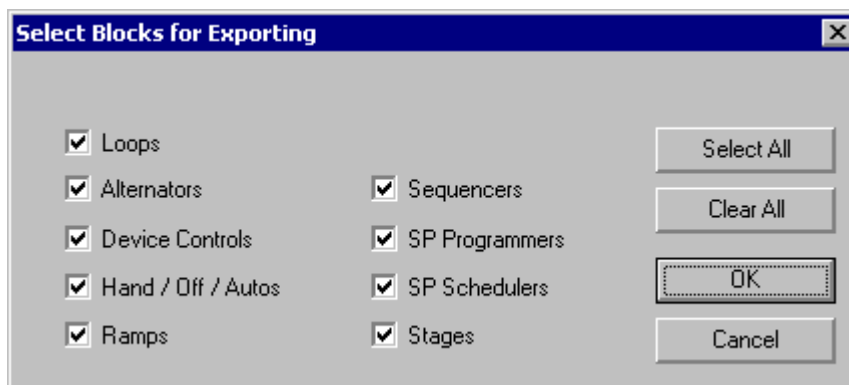 Select Blocks for Exporting
Loops
Alternators
Device Controls
Hand / Off / Autos
Ramps
Sequencers
SP Programmers
SP Schedulers
Stages
Select All
Clear All
OK
Cancel